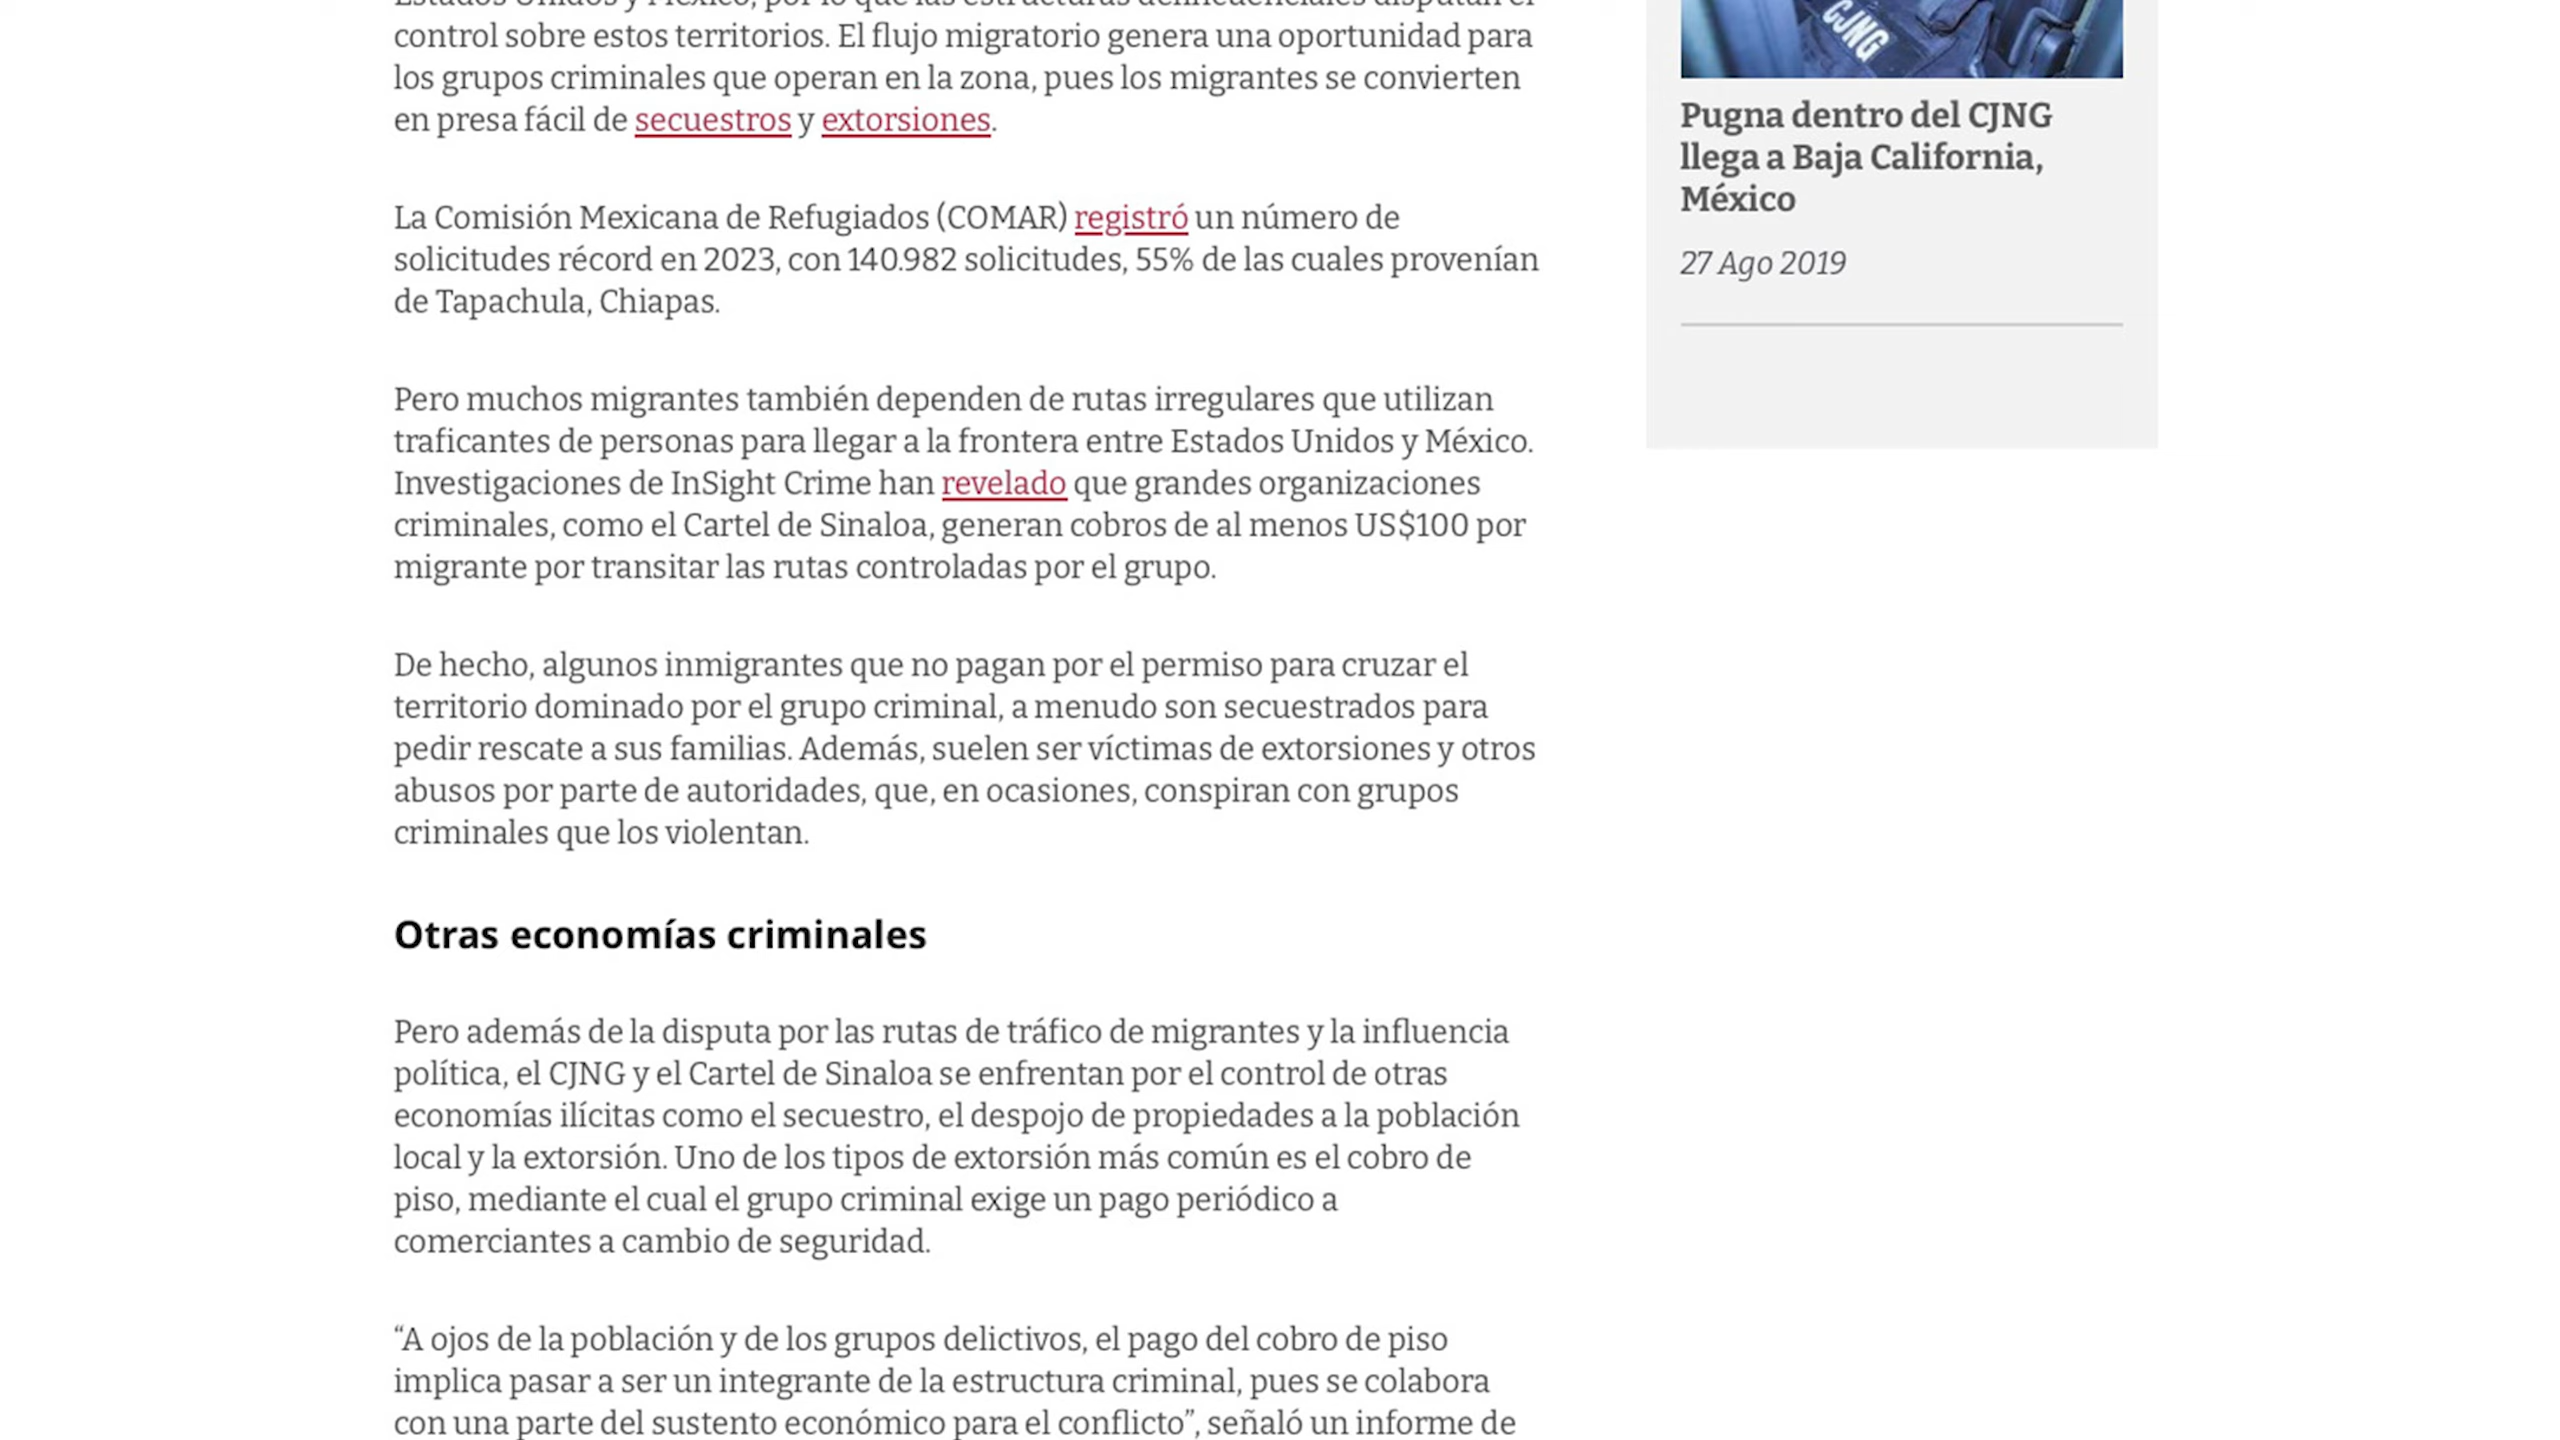 Estados Unidos y México, por lo que las estructuras delincuenciales disputan el
control sobre estos territorios. El flujo migratorio genera una oportunidad para
los grupos criminales que operan en la zona, pues los migrantes se convierten
en presa fácil de secuestros y extorsiones.
La Comisión Mexicana de Refugiados (COMAR) registró un número de
solicitudes récord en 2023, con 140.982 solicitudes, 55% de las cuales provenían
de Tapachula, Chiapas.
Pero muchos migrantes también dependen de rutas irregulares que utilizan
traficantes de personas para llegar a la frontera entre Estados Unidos y México.
Investigaciones de InSight Crime han revelado que grandes organizaciones
criminales, como el Cartel de Sinaloa, generan cobros de al menos US$100 por
migrante por transitar las rutas controladas por el grupo.
De hecho, algunos inmigrantes que no pagan por el permiso para cruzar el
territorio dominado por el grupo criminal, a menudo son secuestrados para
pedir rescate a sus familias. Además, suelen ser víctimas de extorsiones y otros
abusos por parte de autoridades, que, en ocasiones, conspiran con grupos
criminales que los violentan.
Otras economías criminales
Pero además de la disputa por las rutas de tráfico de migrantes y la influencia
política, el CJNG y el Cartel de Sinaloa se enfrentan por el control de otras
economías ilícitas como el secuestro, el despojo de propiedades a la población
local y la extorsión. Uno de los tipos de extorsión más común es el cobro de
piso, mediante el cual el grupo criminal exige un pago periódico a
comerciantes a cambio de seguridad.
“A ojos de la población y de los grupos delictivos, el pago del cobro de piso
implica pasar a ser un integrante de la estructura criminal, pues se colabora
con una parte del sustento económico para el conflicto”, señaló un informe de
CJNG
Pugna dentro del CJNG
llega a Baja California,
México
27 Ago 2019